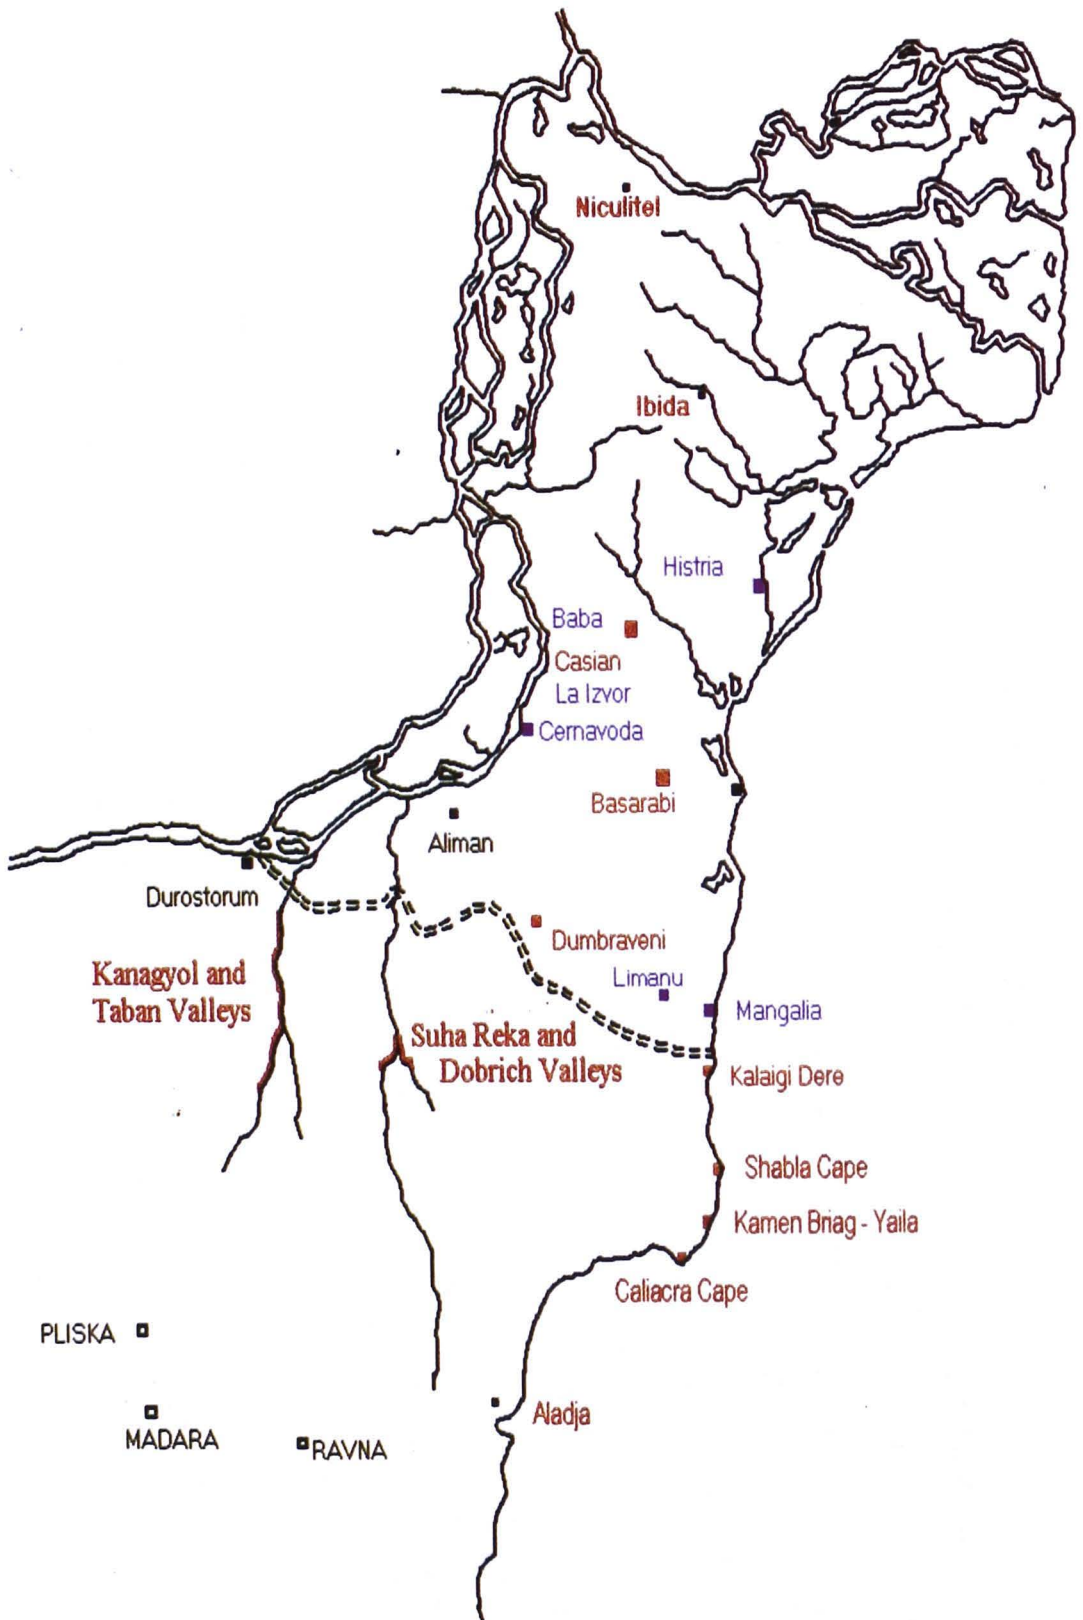 Niculitel
Ibida
Histria
Baba
Casian
La Izvor
Cernavoda
Basarabi
Aliman
Durostorum
Dumbraveni
Kanagyol and
Taban Valleys
Limanu
Mangalia
Suha Reka and
Dobrich Valleys
Kalaigi Dere
Shabla Cape
Kamen Briag - Yaila
Caliacra Cape
PLISKA
Aladja
MADARA
RAVNA